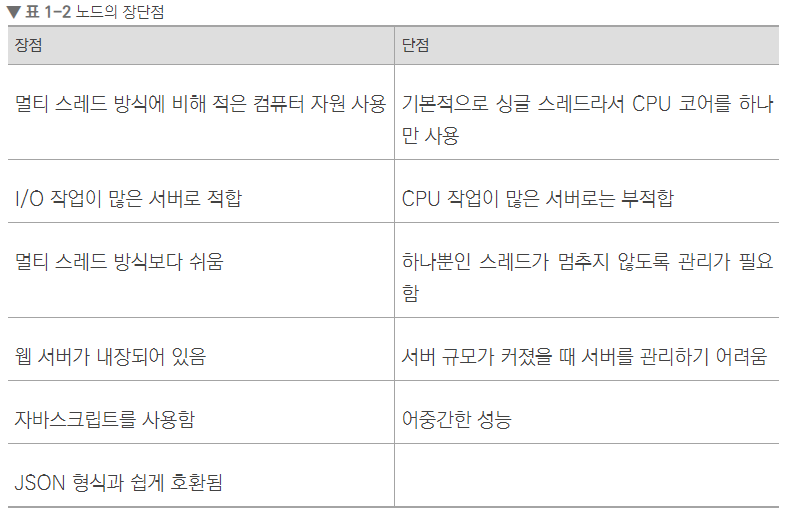 ▼ 표 1-2 노드의 장단점
장점
단점
멀티 스레드 방식에 비해 적은 컴퓨터 자원 사용
기본적으로 싱글 스레드라서 CPU 코어를 하나
만 사용
I/O 작업이 많은 서버로 적합
CPU 작업이 많은 서버로는 부적합
멀티 스레드 방식보다 쉬움
하나뿐인 스레드가 멈추지 않도록 관리가 필요
함
웹 서버가 내장되어 있음
서버 규모가 커졌을 때 서버를 관리하기 어려움
자바스크립트를 사용함
어중간한 성능
JSON 형식과 쉽게 호환됨